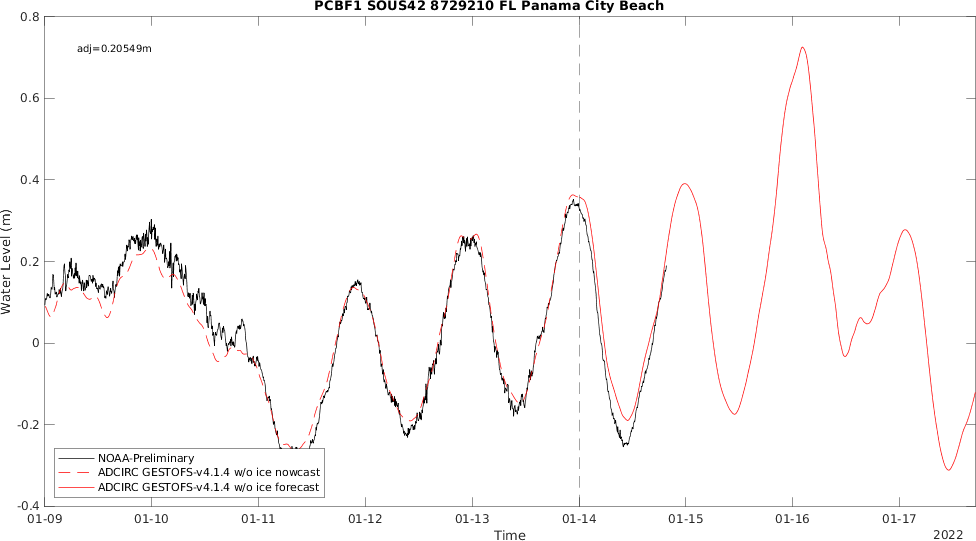 PCBF1 SOUS42 8729210 FL Panama City Beach
adj=0.20549m
0.8
0.6
0.4
0.2
0
-0.2
-0.4
Water Level (m)
NOAA-Preliminary
ADCIRC GESTOFS-v4.1.4 w/o ice nowcast
ADCIRC GESTOFS-v4.1.4 w/o ice forecast
01-09 01-10 01-11 01-12 01-13 01-14 01-15 01-16 01-17
Time
2022